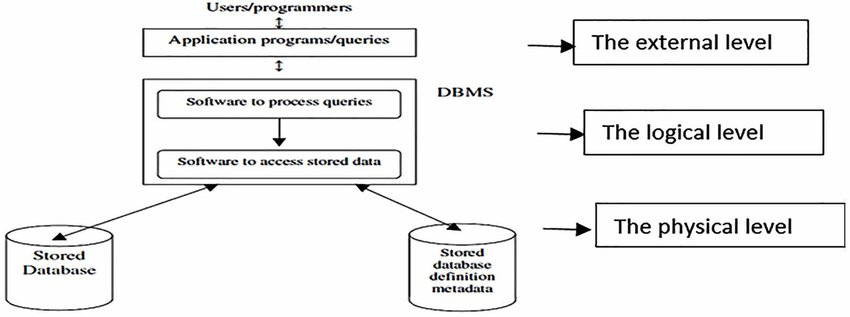 Users/programmers
Application programs/queries
The external level
DBMS
Software to process queries
The logical level
Software to access stored data
The physical level
Stored
Database
Stored
database
definition
metadata